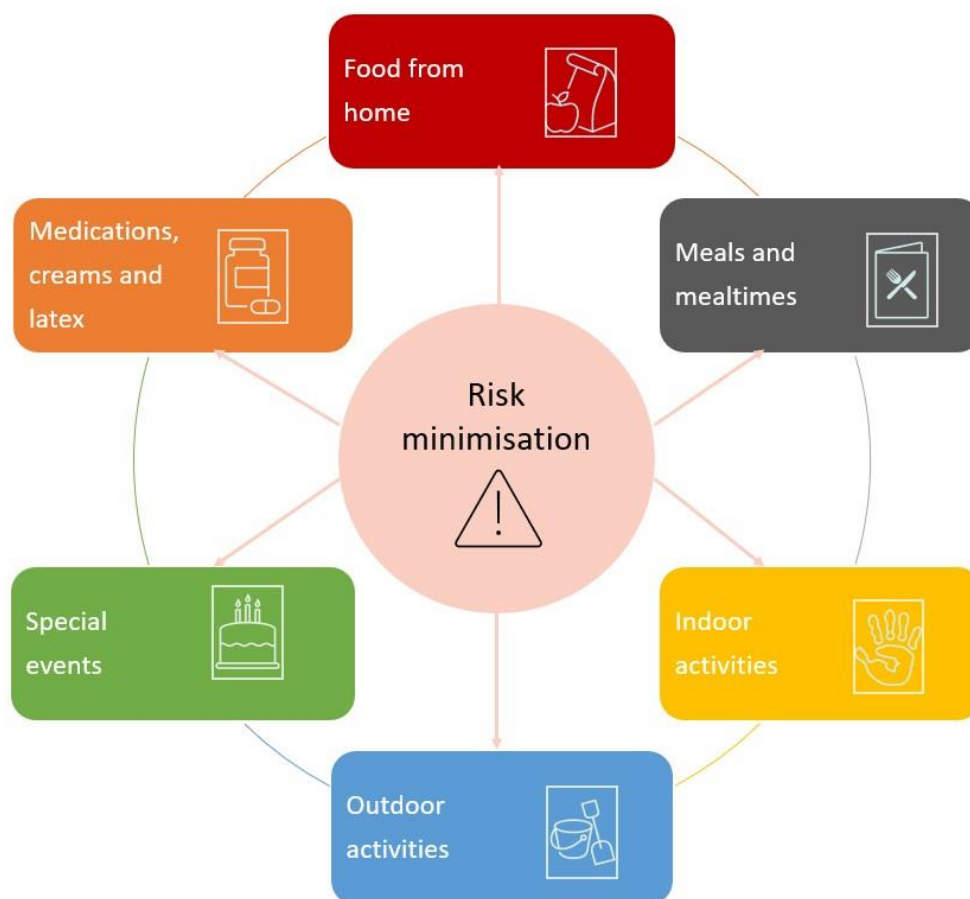 Food from
home
Medications,
creams and
latex
Meals and
mealtimes
Risk
minimisation
Special
events
Indoor
activities
Outdoor
activities